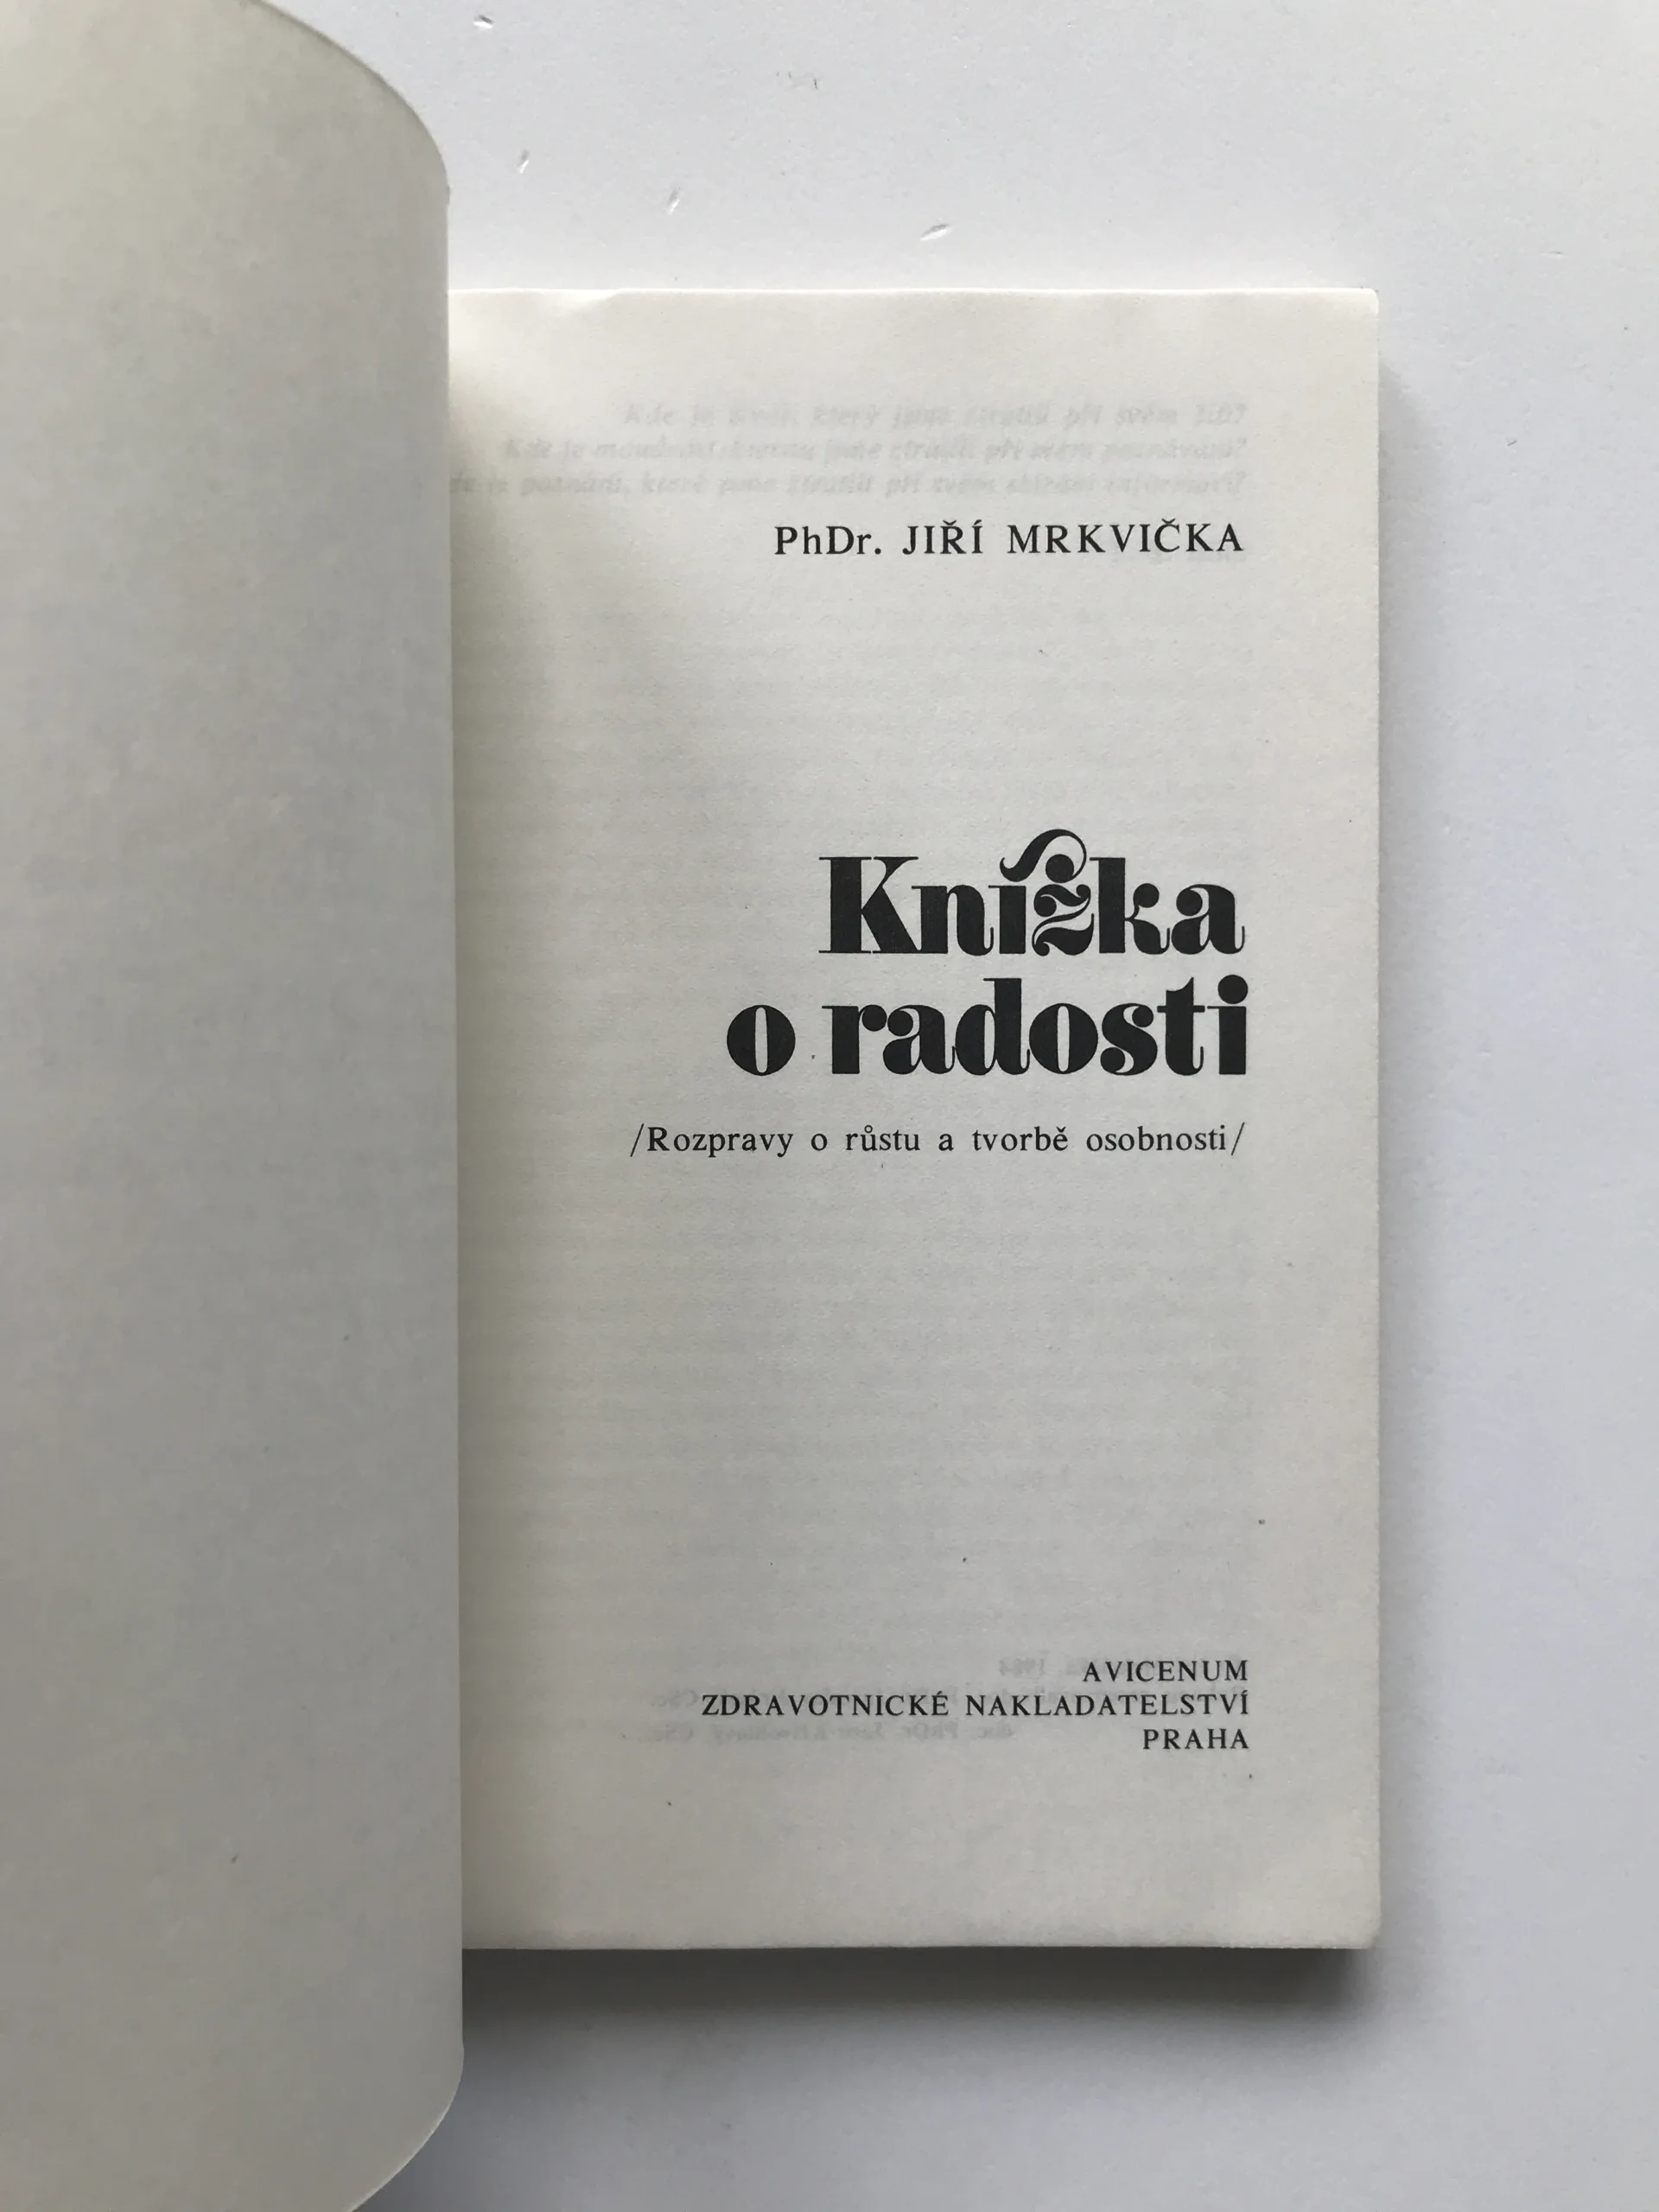 PhDr. JIŘÍ MRKVIČKA
Knížka
o radosti
/Rozpravy o růstu a tvorbě osobnosti/
AVICENUM
ZDRAVOTNICKÉ NAKLADATELSTVÍ
PRAHA